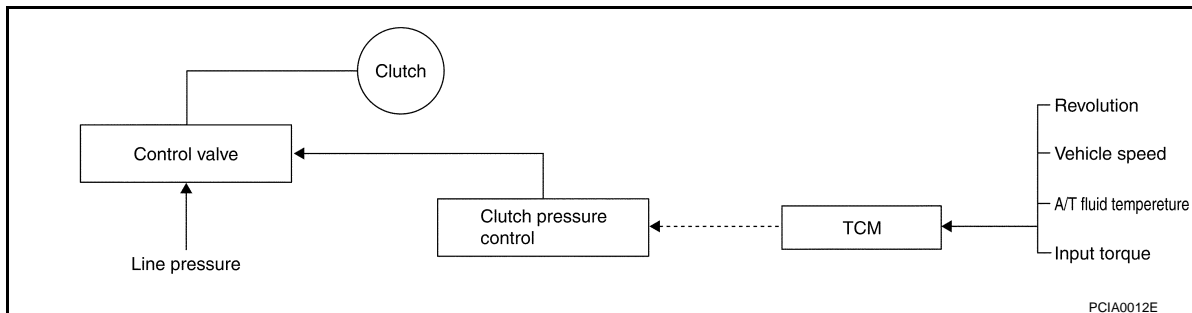 Clutch
Control valve
Line pressure
Clutch pressure
control
TCM
Revolution
Vehicle speed
A/T fluid tempereture
Input torque
PCIA0012E